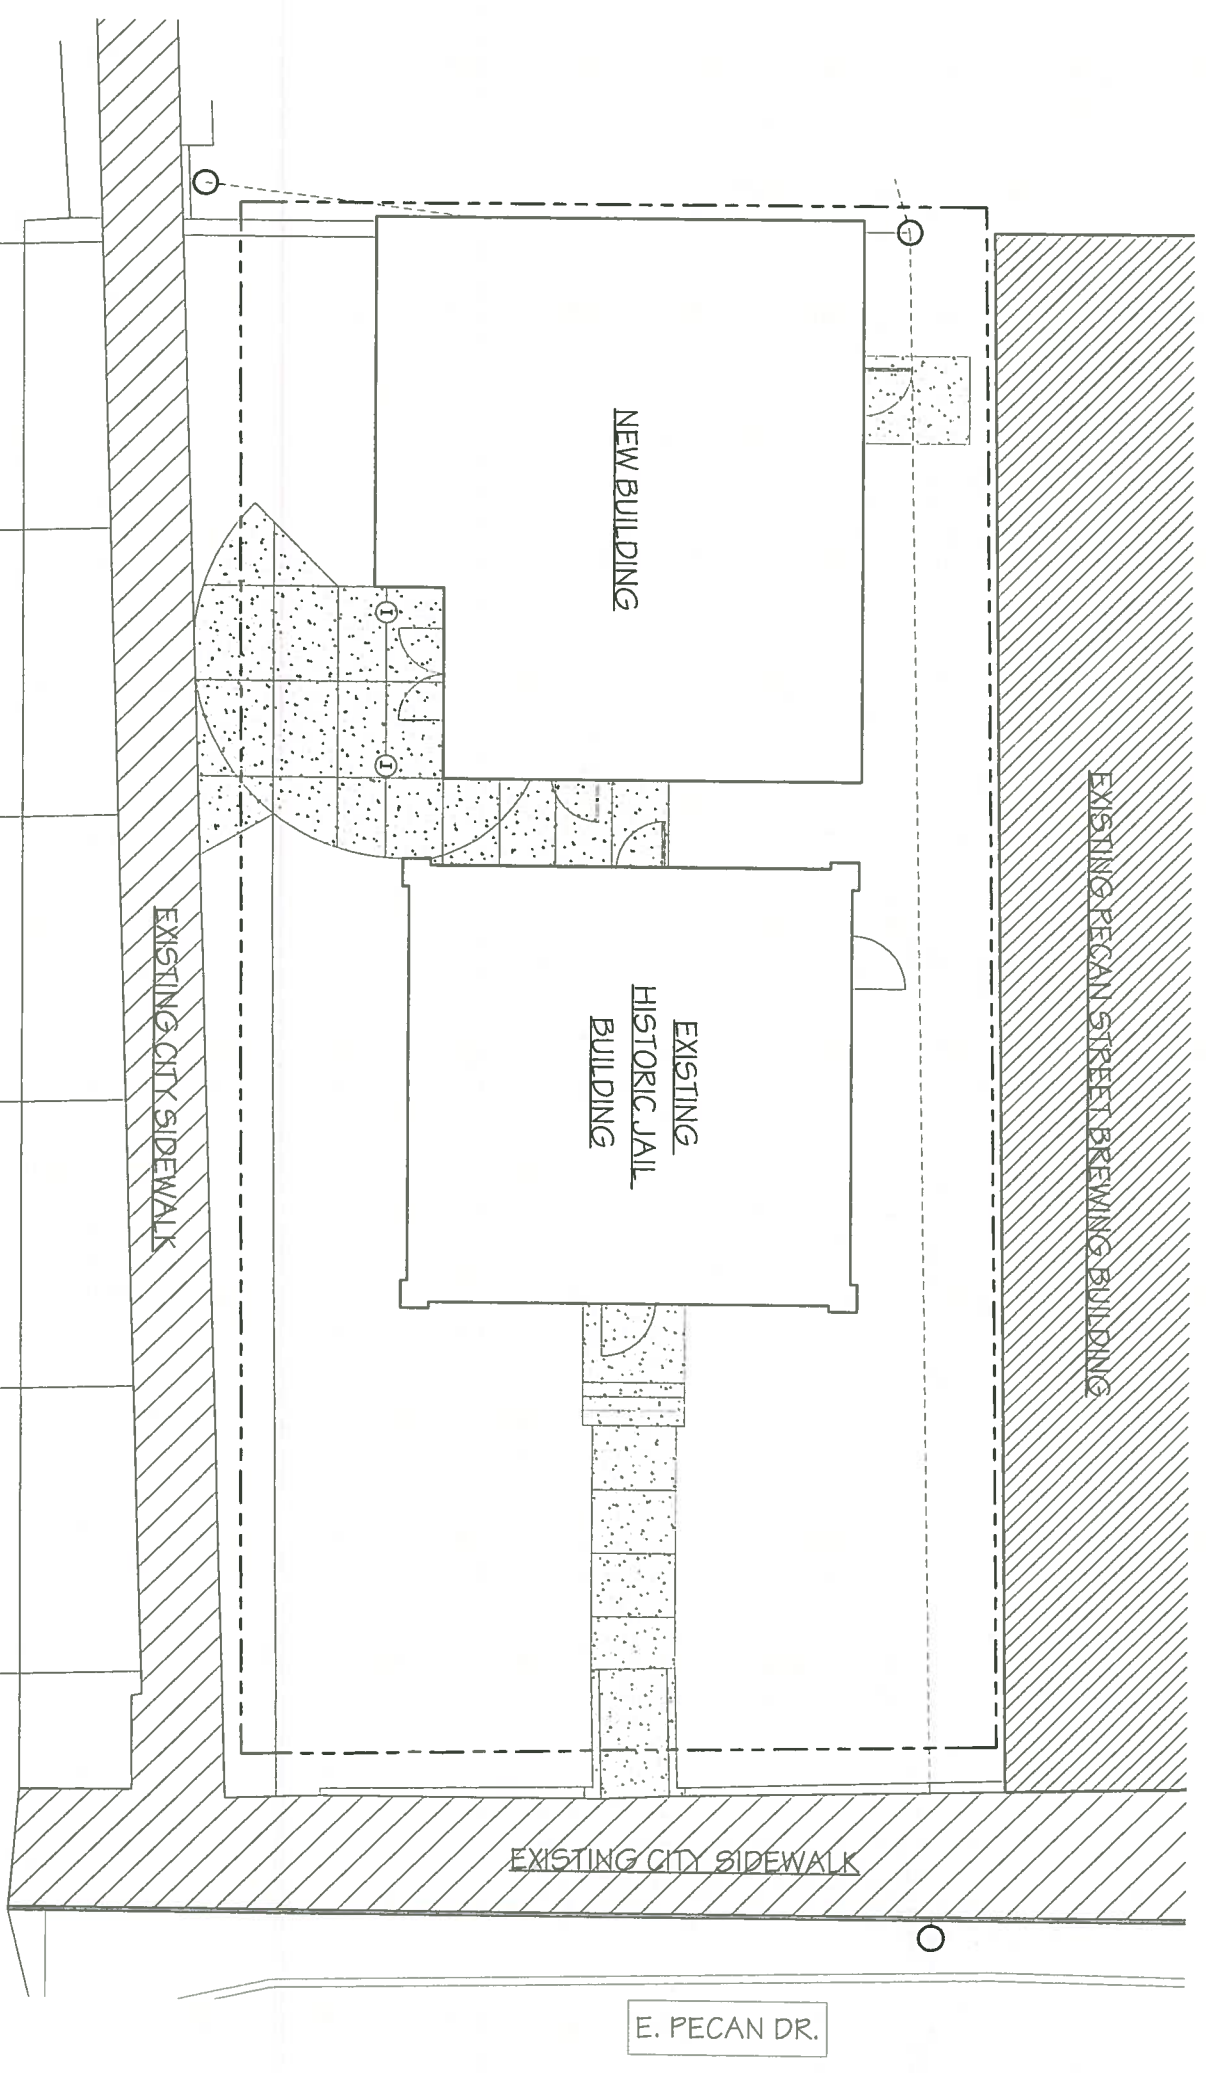 NEW BUILDING
I
I
EXISTING PECAN STREET BREWING BUILDING
EXISTING CITY SIDEWALK
EXISTING
HISTORIC JAIL
BUILDING
EXISTING CITY SIDEWALK
E. PECAN DR.